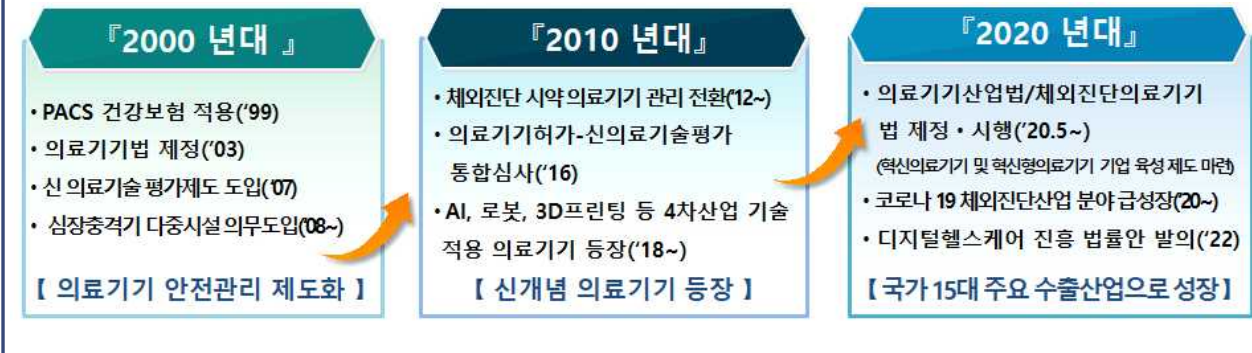 『2000 년대 』
• PACS 건강보험 적용(‘99)
• 의료기기법 제정(‘03)
• 신 의료기술 평가제도 도입(‘07)
• 심장충격기 다중시설 의무도입(‘08~)
【 의료기기 안전관리 제도화 】
『2010 년대』
• 체외진단 시약 의료기기 관리 전환(‘12~)
• 의료기기허가-신의료기술평가
통합심사(‘16)
• AI, 로봇, 3D프린팅 등 4차산업 기술
적용 의료기기 등장(‘18~)
【 신개념 의료기기 등장 】
『2020 년대』
• 의료기기산업법/체외진단의료기기
법 제정・시행(‘20.5~)
(혁신의료기기 및 혁신형의료기기 기업 육성 제도 마련)
• 코로나 19 체외진단산업 분야 급성장(‘20~)
• 디지털헬스케어 진흥 법률안 발의(‘22)
【 국가 15대 주요 수출산업으로 성장 】